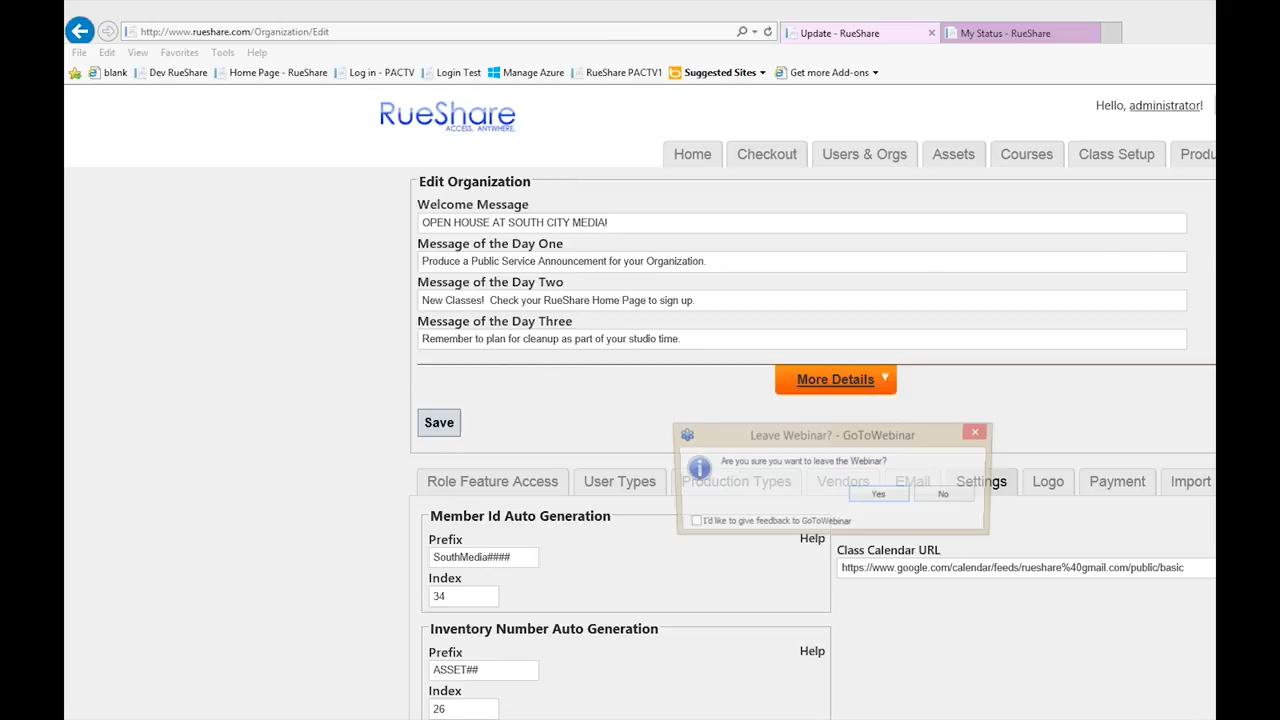 http://www.rueshare.com/Organization/Edit
Update - RueShare
My Status - RueShare
File Edit View Favorites Tools Help
blank Dev RueShare Home Page - RueShare Log in - PACTV Login Test Manage Azure RueShare PACTV1 Suggested Sites Get more Add-ons
RueShare
ACCESS. ANYWHERE.
Hello, administrator!
Home Checkout Users & Orgs Assets Courses Class Setup Produ
Edit Organization
Welcome Message
OPEN HOUSE AT SOUTH CITY MEDIA!
Message of the Day One
Produce a Public Service Announcement for your Organization.
Message of the Day Two
New Classes! Check your RueShare Home Page to sign up.
Message of the Day Three
Remember to plan for cleanup as part of your studio time.
More Details
Save
Leave Webinar? - GoToWebinar
Are you sure you want to leave the Webinar?
Yes No
I'd like to give feedback to GoToWebinar
Role Feature Access User Types Production Types Vendors EMail Settings Logo Payment Import
Member Id Auto Generation
Prefix
Help
SouthMedia####
Index
34
Class Calendar URL
https://www.google.com/calendar/feeds/rueshare%40gmail.com/public/basic
Inventory Number Auto Generation
Prefix
Help
ASSET##
Index
26